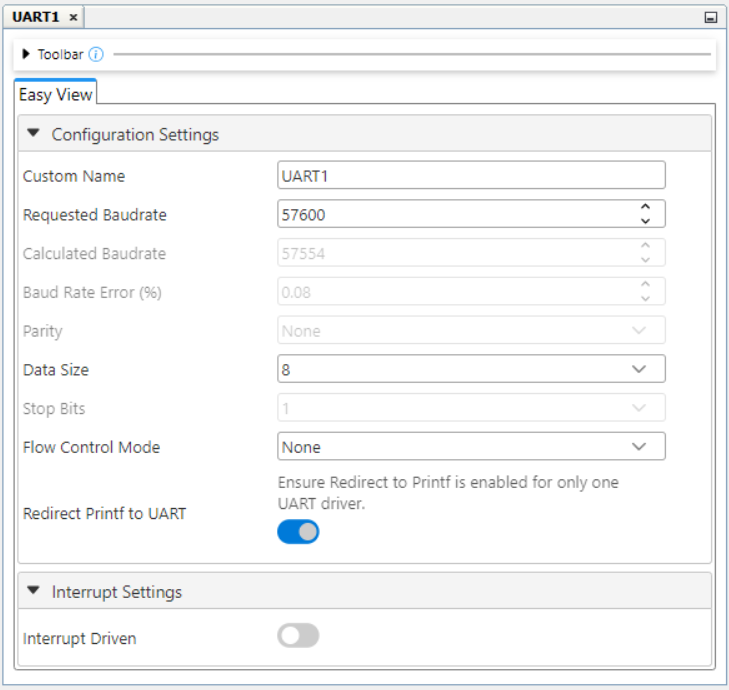 UART1 ×
Toolbar
Easy View
Configuration Settings
Custom Name UART1
Requested Baudrate 57600
Calculated Baudrate 57554
Baud Rate Error (%) 0.08
Parity None
Data Size 8
Stop Bits 1
Flow Control Mode None
Ensure Redirect to Printf is enabled for only one
UART driver.
Redirect Printf to UART
Interrupt Settings
Interrupt Driven